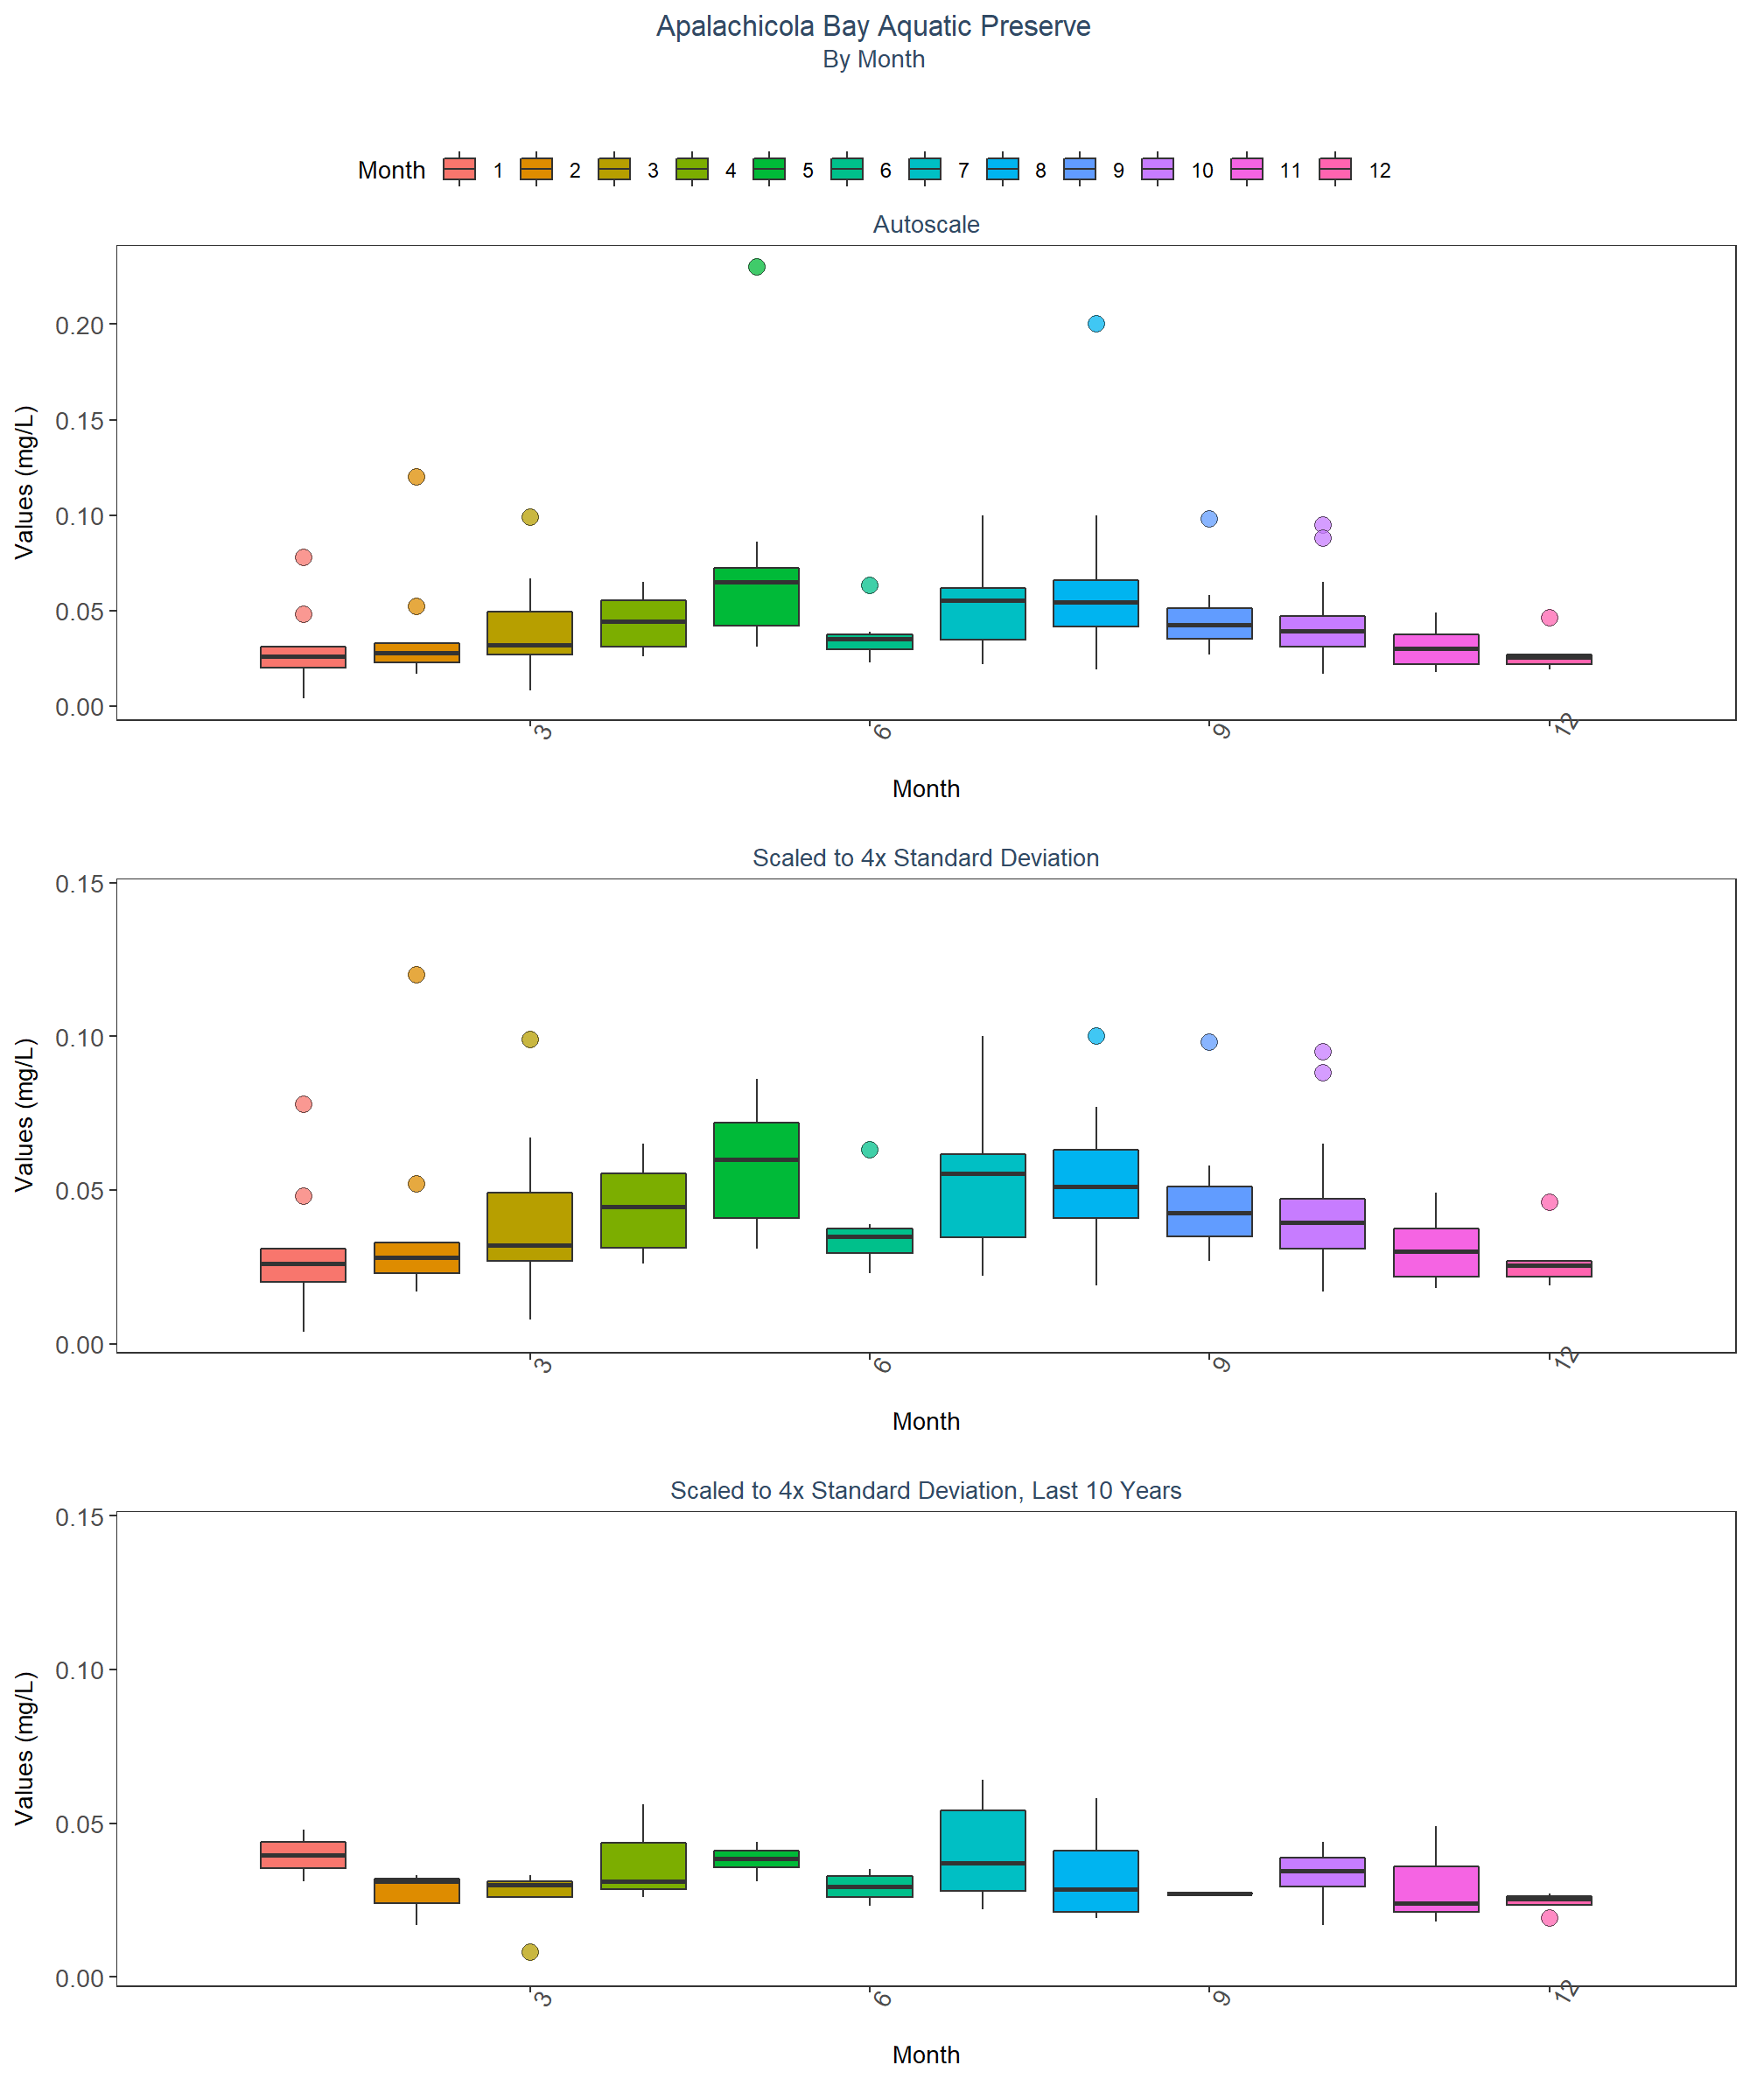 Apalachicola Bay Aquatic Preserve
By Month
Month 1 2 3 4 5 6 7 8 9 10 11 12
Autoscale
Values (mg/L)
0.20
0.15
0.10
0.05
0.00
3 6 9 12
Month
Scaled to 4x Standard Deviation
Values (mg/L)
0.15
0.10
0.05
0.00
3 6 9 12
Month
Scaled to 4x Standard Deviation, Last 10 Years
Values (mg/L)
0.15
0.10
0.05
0.00
3 6 9 12
Month